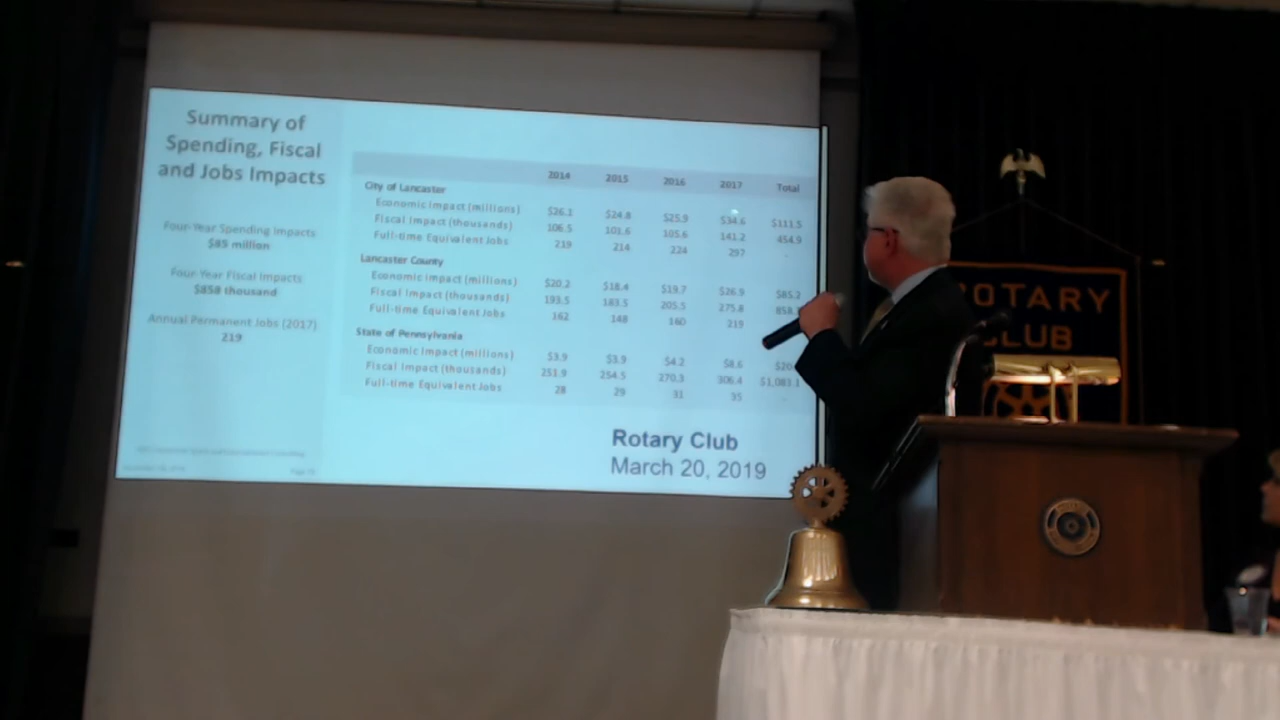 Summary of
Spending, Fiscal
and Jobs Impacts
Four-Year Spending Impacts
$85 million
Four-Year Fiscal Impacts
$858 thousand
Annual Permanent Jobs (2017)
219
2014 2015 2016 2017 Total
City of Lancaster
Economic Impact (millions) $26.1 $24.8 $25.9 $34.6 $111.5
Fiscal Impact (thousands) 106.5 101.6 105.6 141.2 454.9
Full-time Equivalent Jobs 219 214 224 297
Lancaster County
Economic Impact (millions) $20.2 $18.4 $19.7 $26.9 $85.2
Fiscal Impact (thousands) 193.5 183.5 205.5 275.8
Full-time Equivalent Jobs 162 148 160 219
State of Pennsylvania
Economic Impact (millions) $3.9 $3.9 $4.2 $8.6
Fiscal Impact (thousands) 251.9 254.5 270.3 306.4 $1,083.1
Full-time Equivalent Jobs 28 29 31 35
Rotary Club
March 20, 2019
ROTARY
CLUB